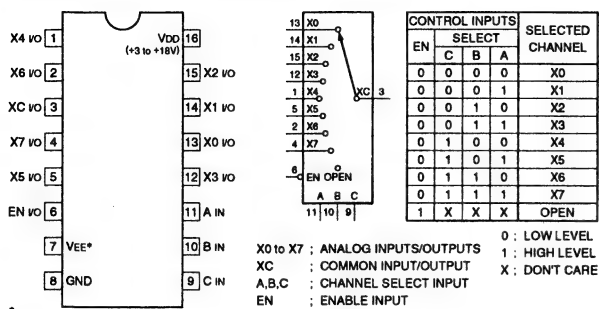 X4 I/O 1
16 VDD
(+3 to +18V)
X6 I/O 2
15 X2 I/O
XC I/O 3
14 X1 I/O
X7 I/O 4
13 X0 I/O
X5 I/O 5
12 X3 I/O
EN I/O 6
11 A IN
7 VEE*
10 B IN
8 GND
9 C IN
*
13 X0
14 X1
15 X2
12 X3
1 X4
5 X5
2 X6
4 X7
XC 3
6 EN OPEN
A B C
11 10 9
CONTROL INPUTS
SELECTED CHANNEL
EN
SELECT
C B A
0 0 0 0 X0
0 0 0 1 X1
0 0 1 0 X2
0 0 1 1 X3
0 1 0 0 X4
0 1 0 1 X5
0 1 1 0 X6
0 1 1 1 X7
1 X X X OPEN
X0 to X7 ; ANALOG INPUTS/OUTPUTS
XC ; COMMON INPUT/OUTPUT
A,B,C ; CHANNEL SELECT INPUT
EN ; ENABLE INPUT
0 ; LOW LEVEL
1 ; HIGH LEVEL
X ; DON'T CARE